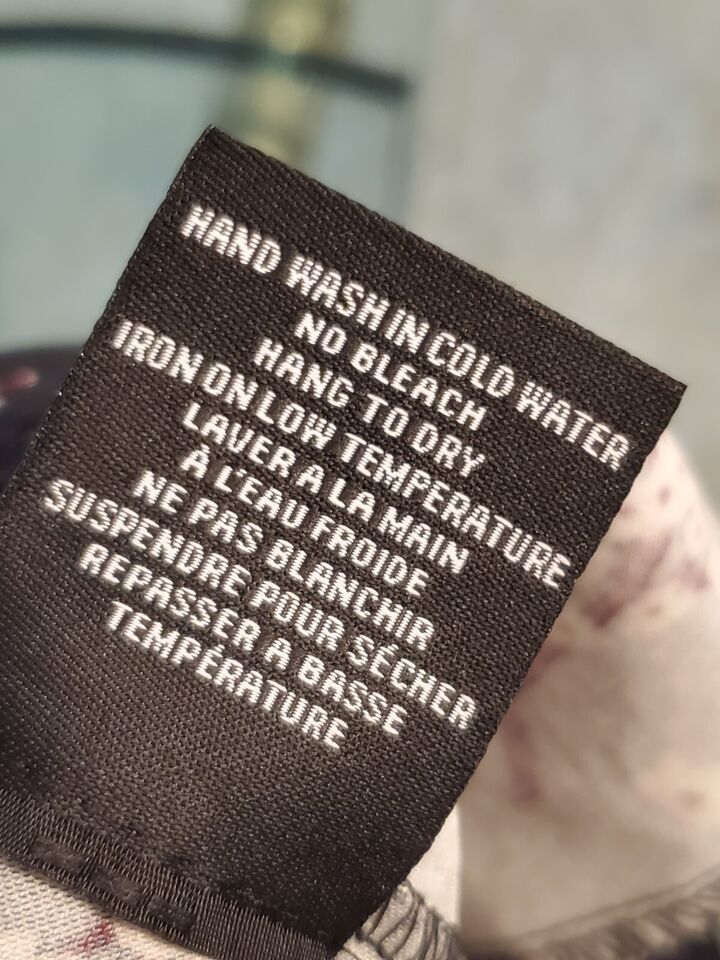 HAND WASH IN COLD WATER
NO BLEACH
HANG TO DRY
IRON ON LOW TEMPERATURE
LAVER A LA MAIN
À L'EAU FROIDE
NE PAS BLANCHIR
SUSPENDRE POUR SÉCHER
REPASSER A BASSE
TEMPÉRATURE